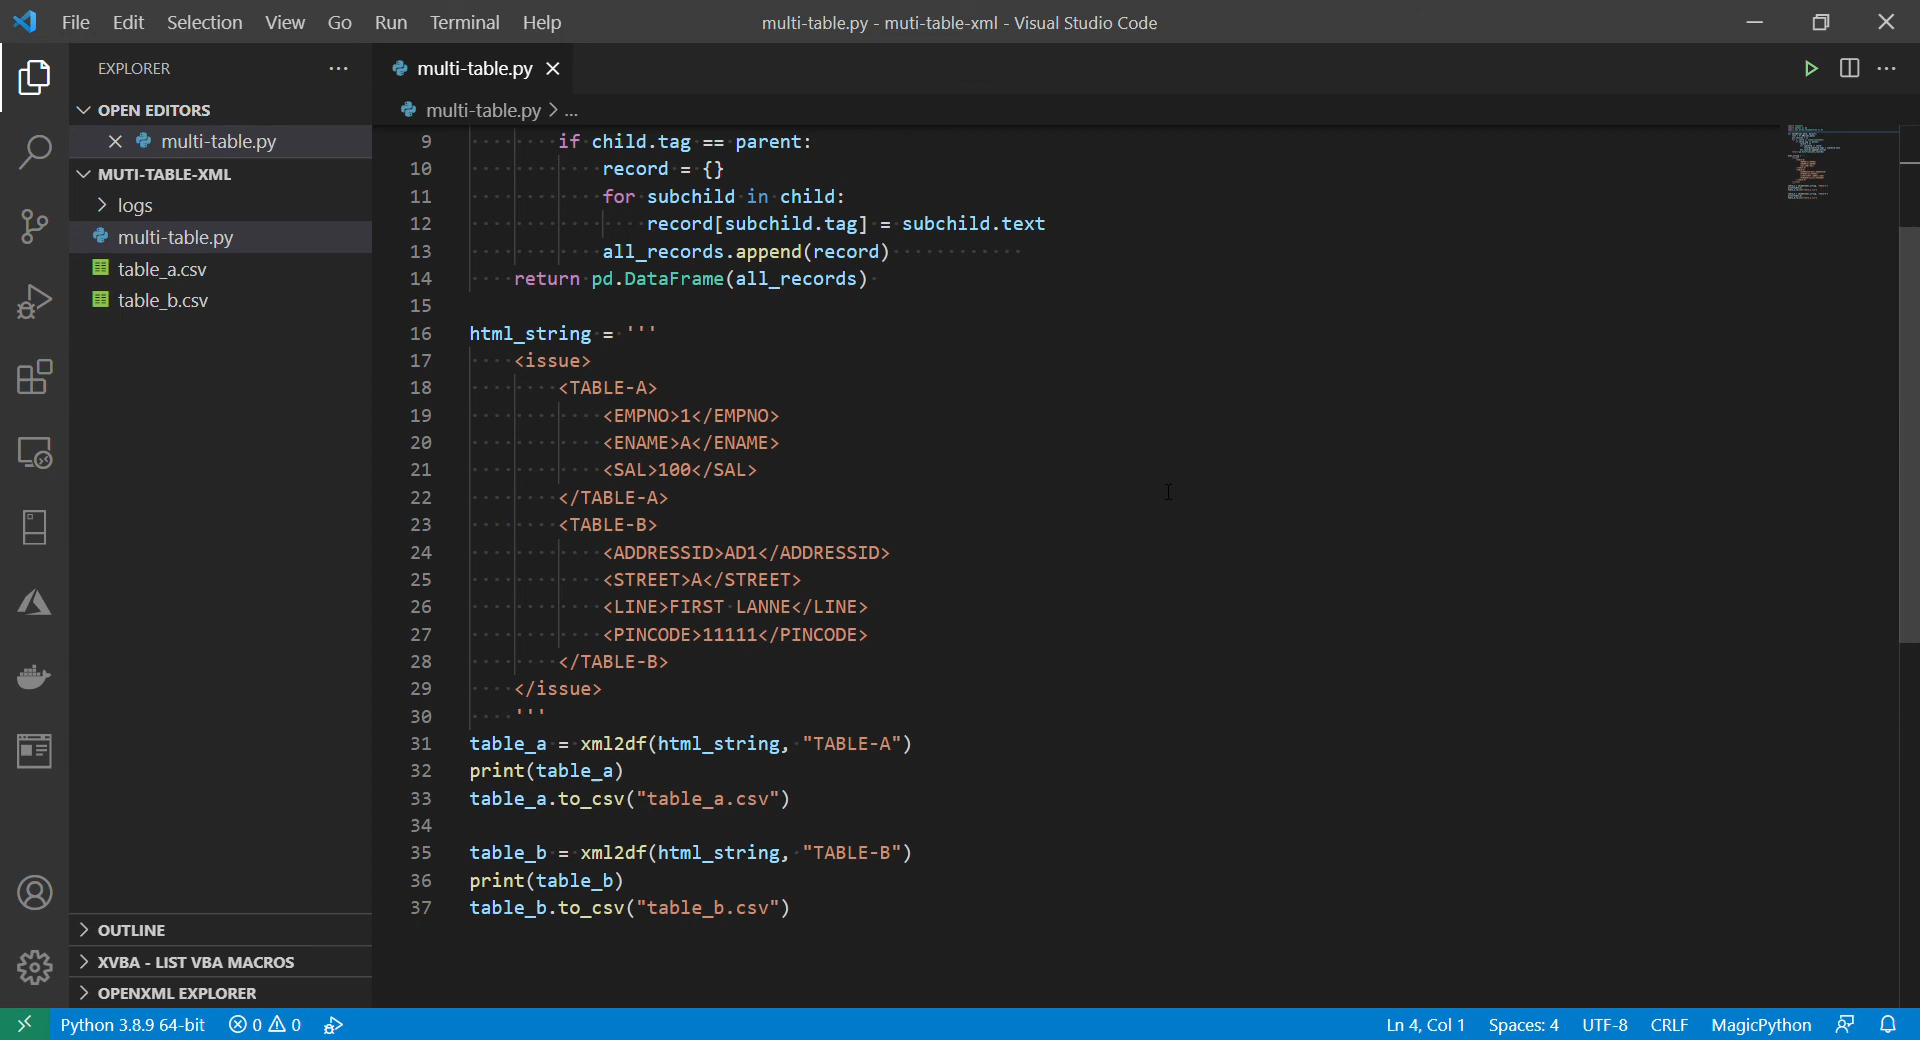 File Edit Selection View Go Run Terminal Help
multi-table.py - muti-table-xml - Visual Studio Code
EXPLORER
OPEN EDITORS
multi-table.py
MUTI-TABLE-XML
logs
multi-table.py
table_a.csv
table_b.csv
OUTLINE
XVBA - LIST VBA MACROS
OPENXML EXPLORER
multi-table.py
multi-table.py > ...
9 if child.tag == parent:
10 record = {}
11 for subchild in child:
12 record[subchild.tag] = subchild.text
13 all_records.append(record)
14 return pd.DataFrame(all_records)
15
16 html_string = '''
17 <issue>
18 <TABLE-A>
19 <EMPNO>1</EMPNO>
20 <ENAME>A</ENAME>
21 <SAL>100</SAL>
22 </TABLE-A>
23 <TABLE-B>
24 <ADDRESSID>AD1</ADDRESSID>
25 <STREET>A</STREET>
26 <LINE>FIRST LANNE</LINE>
27 <PINCODE>11111</PINCODE>
28 </TABLE-B>
29 </issue>
30 '''
31 table_a = xml2df(html_string, "TABLE-A")
32 print(table_a)
33 table_a.to_csv("table_a.csv")
34
35 table_b = xml2df(html_string, "TABLE-B")
36 print(table_b)
37 table_b.to_csv("table_b.csv")
Python 3.8.9 64-bit 0 0 Ln 4, Col 1 Spaces: 4 UTF-8 CRLF MagicPython